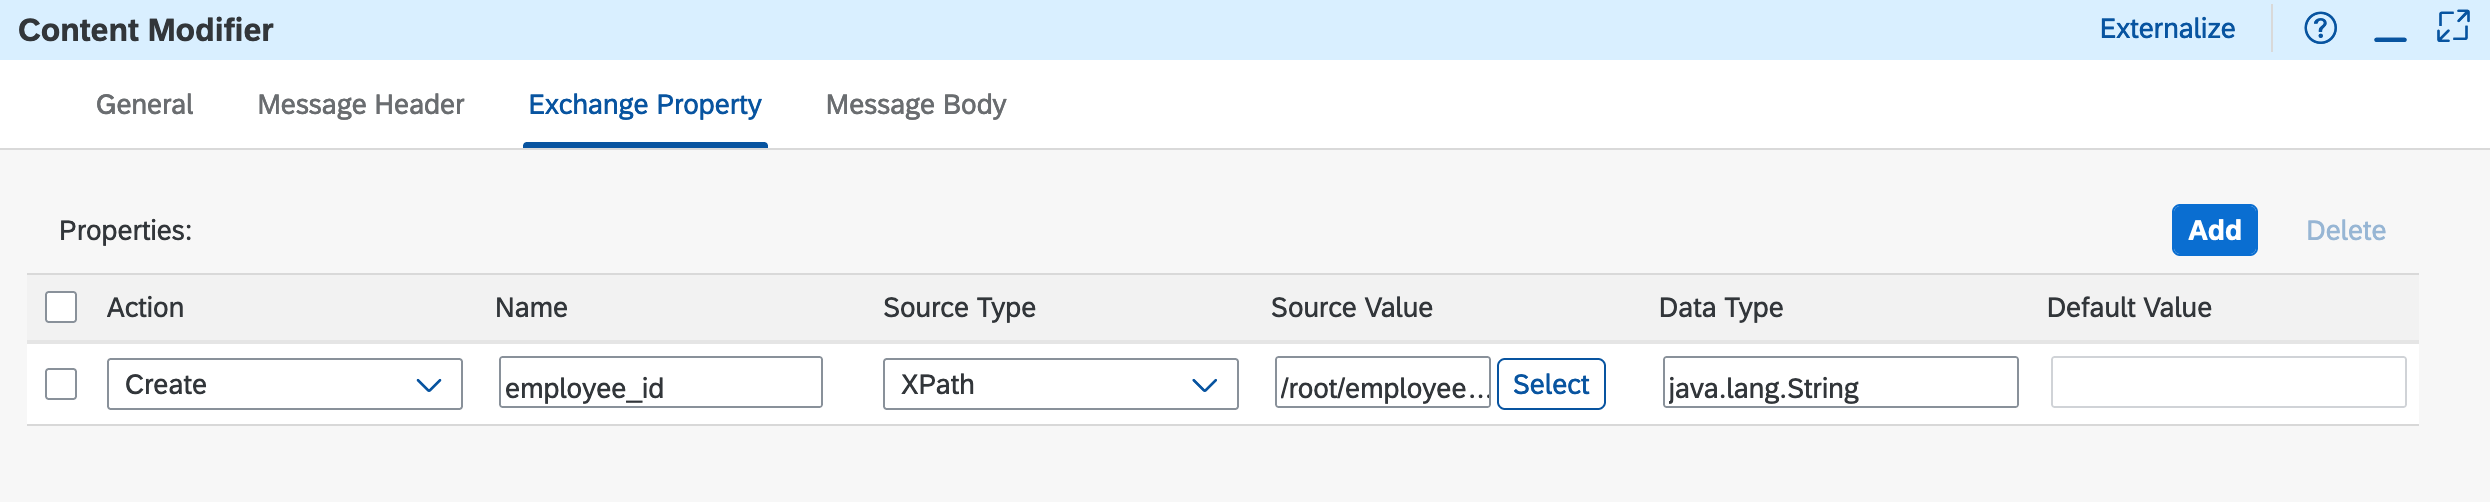 Content Modifier Externalize
General Message Header Exchange Property Message Body
Properties: Add Delete
Action Name Source Type Source Value Data Type Default Value
Create employee_id XPath /root/employee... Select java.lang.String